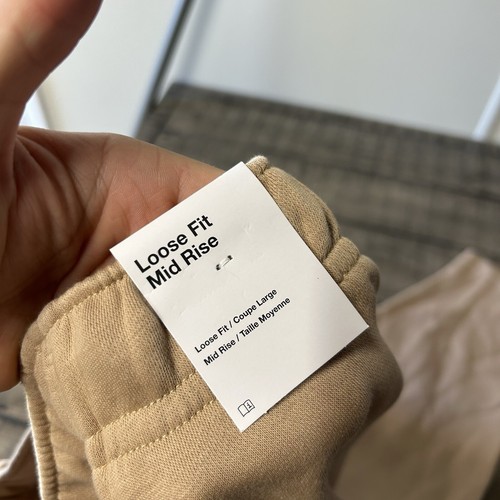 Loose Fit
Mid Rise
Loose Fit / Coupe Large
Mid Rise / Taille Moyenne